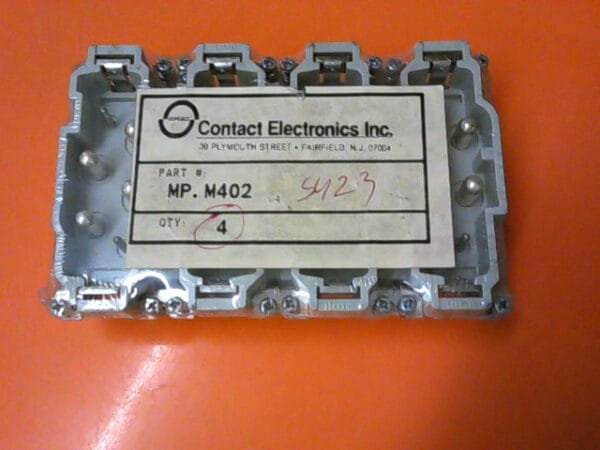 Contact Electronics Inc.
30 PLYMOUTH STREET • FAIRFIELD, N.J. 07004
PART #:
MP. M402
5423
QTY:
4